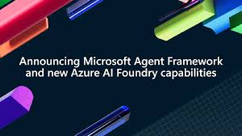 Announcing Microsoft Agent Framework
and new Azure AI Foundry capabilities